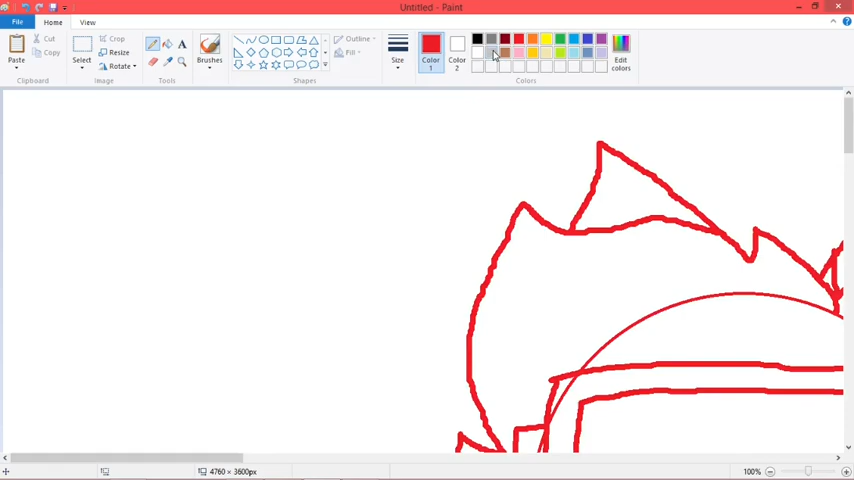 Untitled - Paint
File Home View
Paste
Cut
Copy
Clipboard
Select
Crop
Resize
Rotate
Image
A
Tools
Brushes
Shapes
Outline
Fill
Size
Color 1
Color 2
Colors
Edit colors
4760 × 3600px
100%